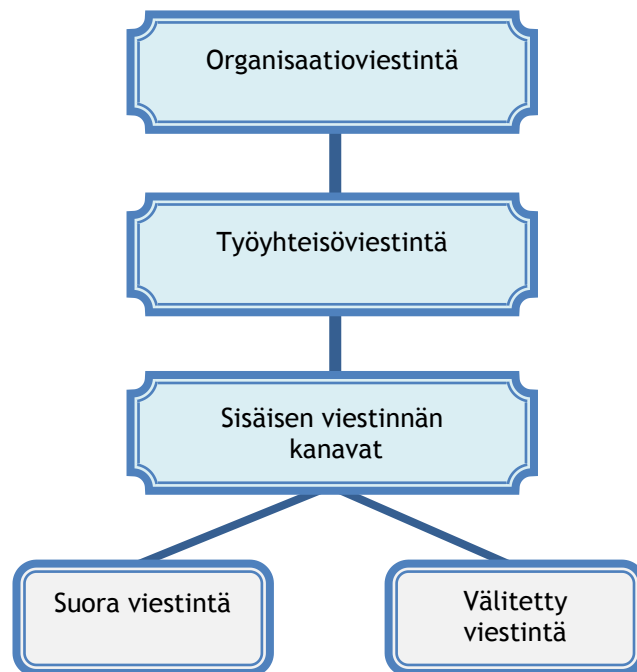 Organisaatioviestintä
Työyhteisöviestintä
Sisäisen viestinnän
kanavat
Suora viestintä
Välitetty
viestintä